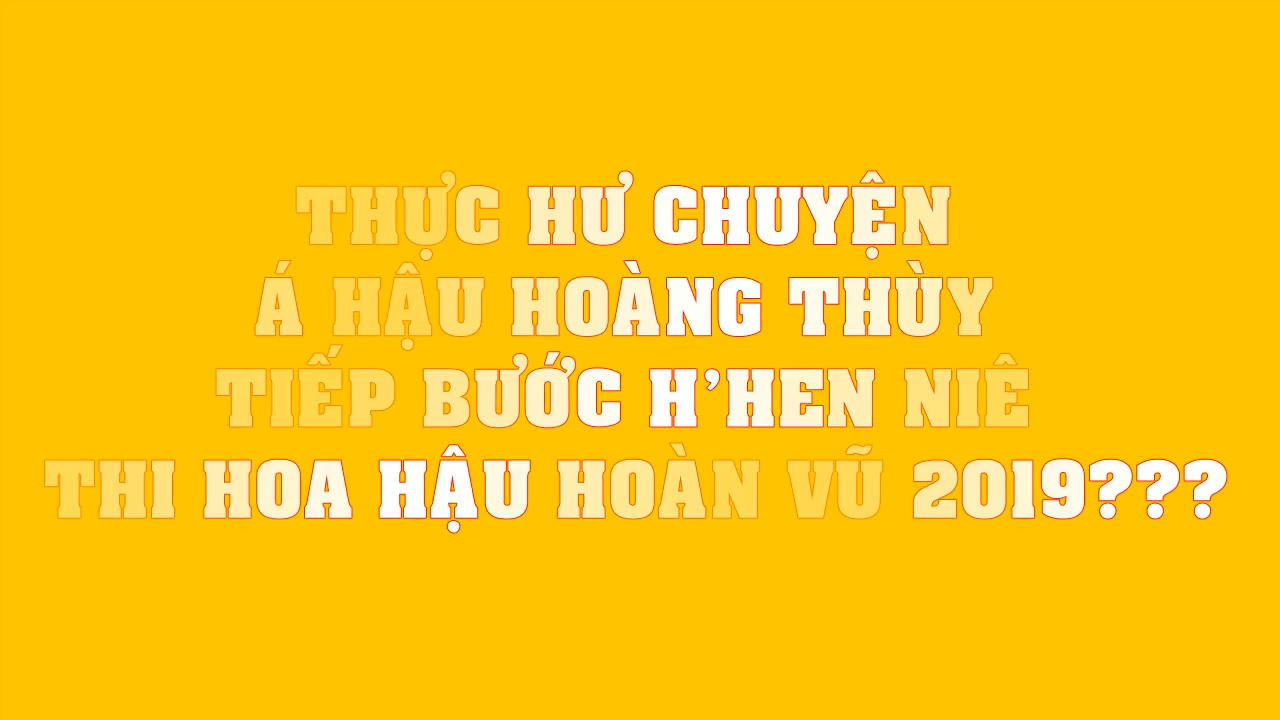 THỰC HƯ CHUYỆN
Á HẬU HOÀNG THÙY
TIẾP BƯỚC H’HEN NIÊ
THI HOA HẬU HOÀN VŨ 2019???